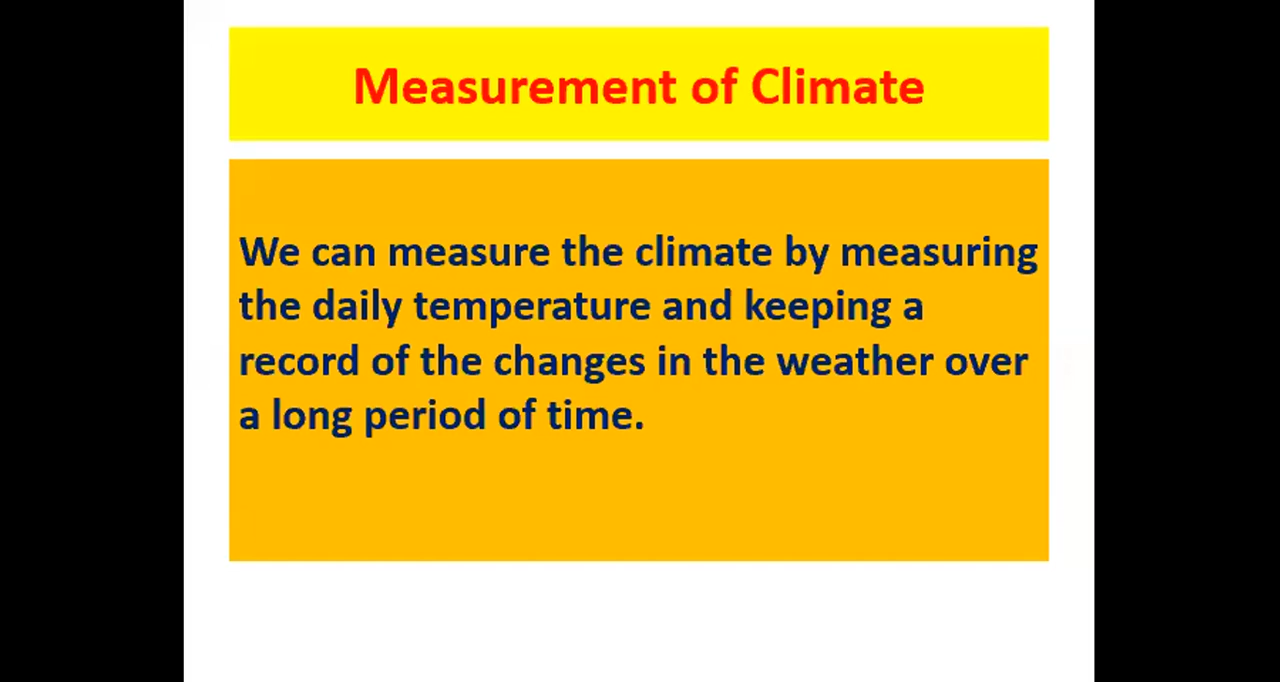 Measurement of Climate
We can measure the climate by measuring
the daily temperature and keeping a
record of the changes in the weather over
a long period of time.